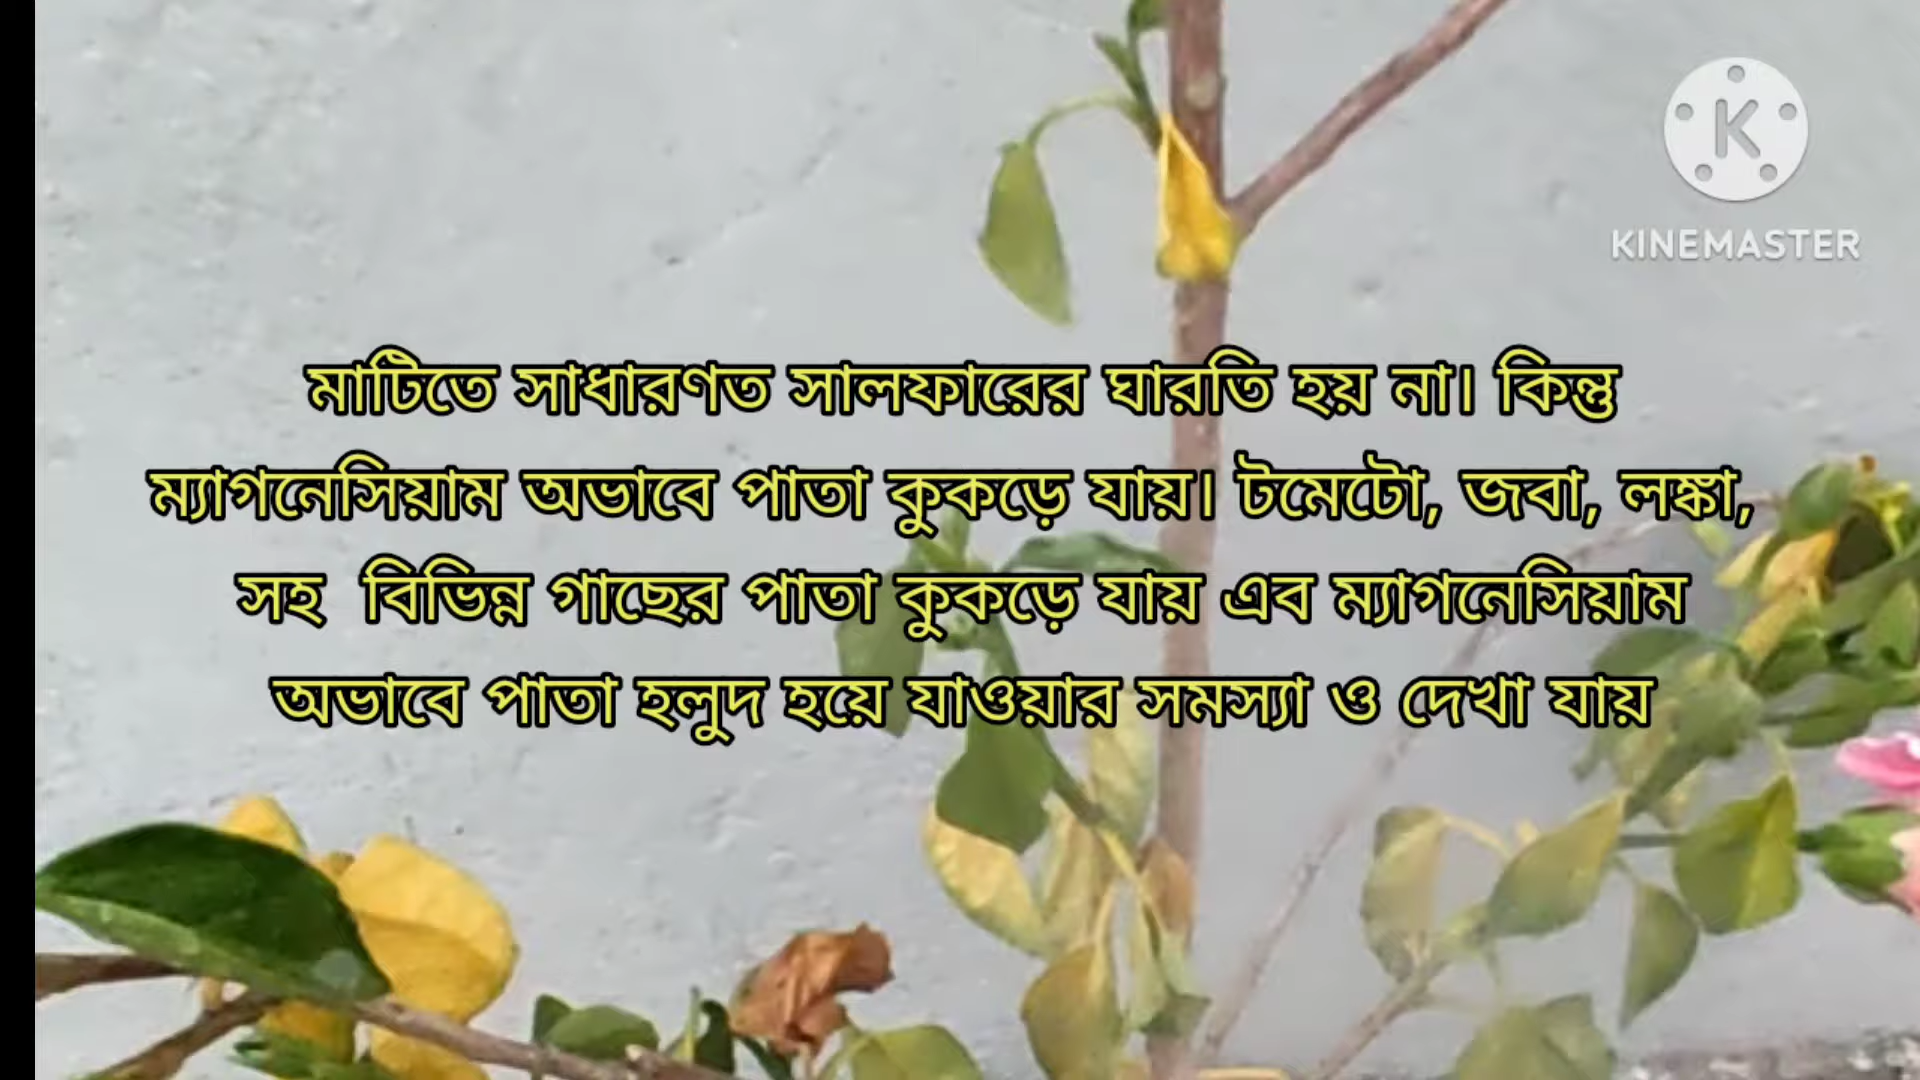 KINEMASTER
মাটিতে সাধারণত সালফারের ঘারতি হয় না। কিন্তু
ম্যাগনেসিয়াম অভাবে পাতা কুকড়ে যায়। টমেটো, জবা, লঙ্কা,
সহ বিভিন্ন গাছের পাতা কুকড়ে যায় এব ম্যাগনেসিয়াম
অভাবে পাতা হলুদ হয়ে যাওয়ার সমস্যা ও দেখা যায়